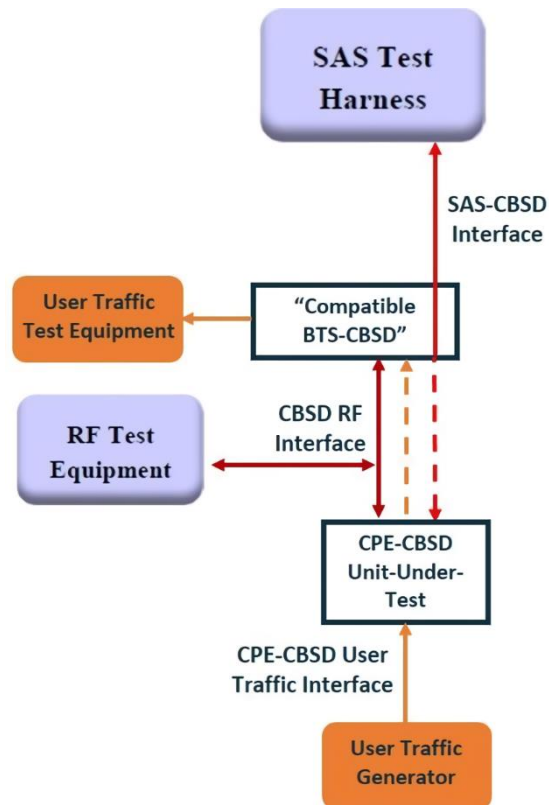 SAS Test
Harness
SAS-CBSD
Interface
User Traffic
Test Equipment
“Compatible
BTS-CBSD”
RF Test
Equipment
CBSD RF
Interface
CPE-CBSD
Unit-Under-
Test
CPE-CBSD User
Traffic Interface
User Traffic
Generator